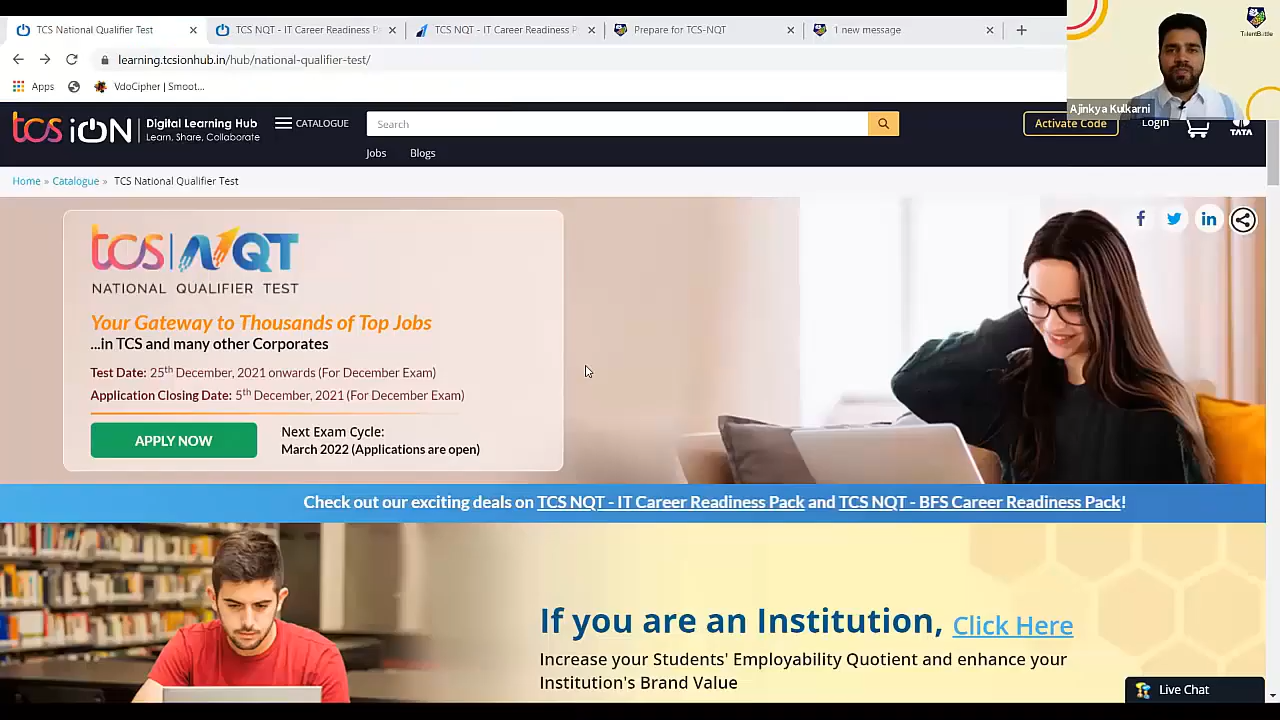 TCS National Qualifier Test
TCS NQT - IT Career Readiness P
TCS NQT - IT Career Readiness P
Prepare for TCS-NQT
1 new message
TalentBattle
learning.tcsionhub.in/hub/national-qualifier-test/
Apps
VdoCipher | Smoot...
Ajinkya Kulkarni
tcs iON
Digital Learning Hub
Learn, Share, Collaborate
CATALOGUE
Search
Activate Code
Login
TATA
Jobs
Blogs
Home » Catalogue » TCS National Qualifier Test
tcs | NQT
NATIONAL QUALIFIER TEST
Your Gateway to Thousands of Top Jobs
...in TCS and many other Corporates
Test Date: 25th December, 2021 onwards (For December Exam)
Application Closing Date: 5th December, 2021 (For December Exam)
APPLY NOW
Next Exam Cycle:
March 2022 (Applications are open)
Check out our exciting deals on TCS NQT - IT Career Readiness Pack and TCS NQT - BFS Career Readiness Pack!
If you are an Institution, Click Here
Increase your Students' Employability Quotient and enhance your
Institution's Brand Value
Live Chat